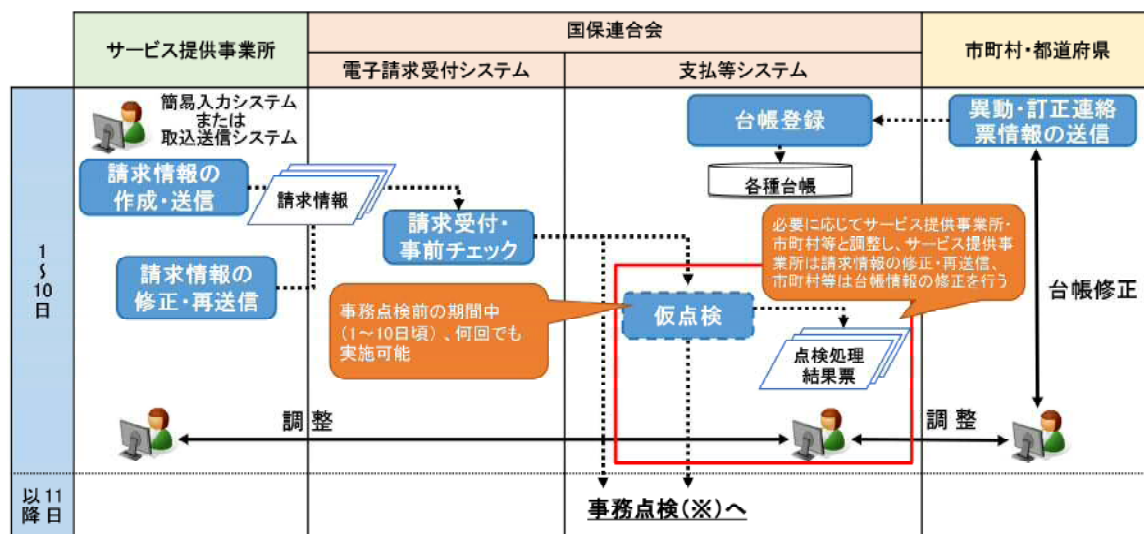 サービス提供事業所
国保連合会
電子請求受付システム
支払等システム
市町村・都道府県
1～10日
簡易入力システム
または
取込送信システム
請求情報の
作成・送信
請求情報
請求受付・
事前チェック
請求情報の
修正・再送信
台帳登録
各種台帳
異動・訂正連絡
票情報の送信
必要に応じてサービス提供事業所・
市町村等と調整し、サービス提供事
業所は請求情報の修正・再送信、
市町村等は台帳情報の修正を行う
事務点検前の期間中
（1～10日頃）、何回でも
実施可能
仮点検
点検処理
結果票
台帳修正
調整
調整
11日
以降
事務点検(※)へ